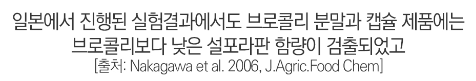 일본에서 진행된 실험결과에서도 브로콜리 분말과 캡슐 제품에는
브로콜리보다 낮은 설포라판 함량이 검출되었고
[출처: Nakagawa et al. 2006, J.Agric.Food Chem]